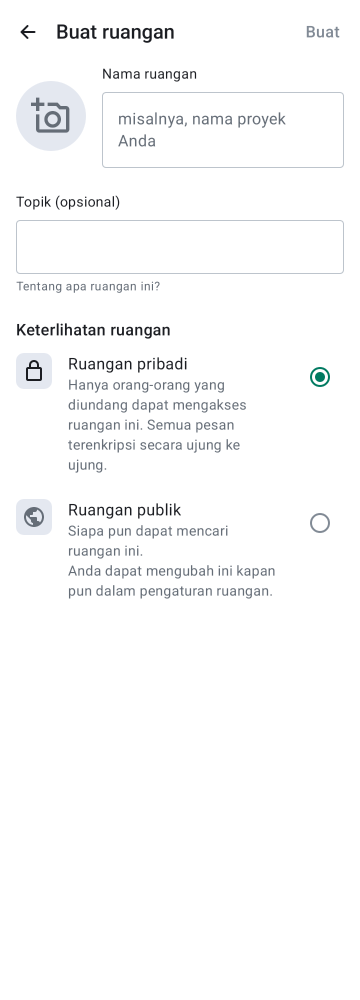 Buat ruangan
Buat
Nama ruangan
misalnya, nama proyek
Anda
Topik (opsional)
Tentang apa ruangan ini?
Keterlihatan ruangan
Ruangan pribadi
Hanya orang-orang yang
diundang dapat mengakses
ruangan ini. Semua pesan
terenkripsi secara ujung ke
ujung.
Ruangan publik
Siapa pun dapat mencari
ruangan ini.
Anda dapat mengubah ini kapan
pun dalam pengaturan ruangan.